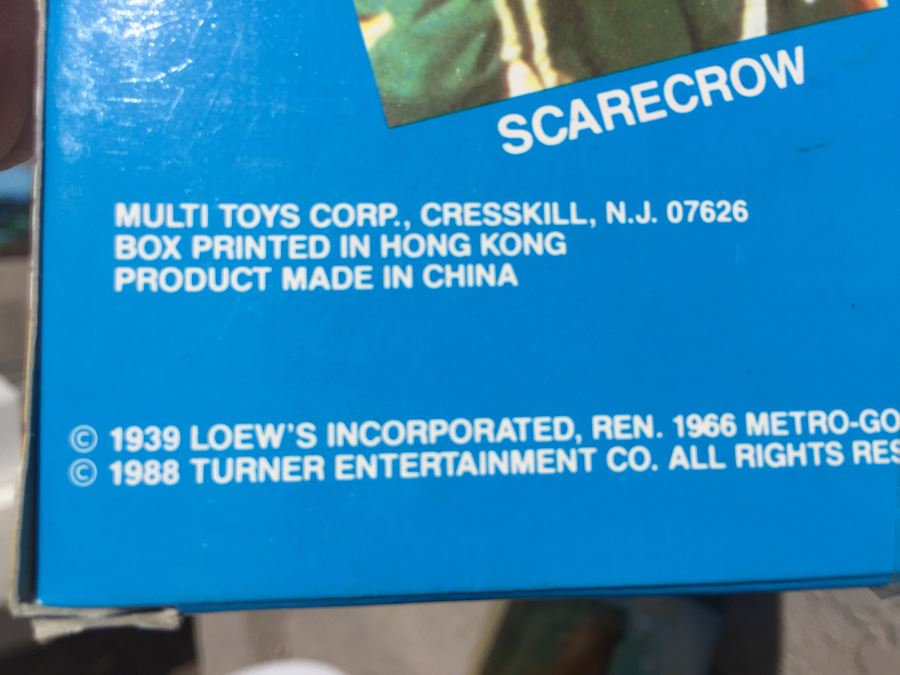 SCARECROW
MULTI TOYS CORP., CRESSKILL, N.J. 07626
BOX PRINTED IN HONG KONG
PRODUCT MADE IN CHINA
© 1939 LOEW'S INCORPORATED, REN. 1966 METRO-GO
© 1988 TURNER ENTERTAINMENT CO. ALL RIGHTS RES